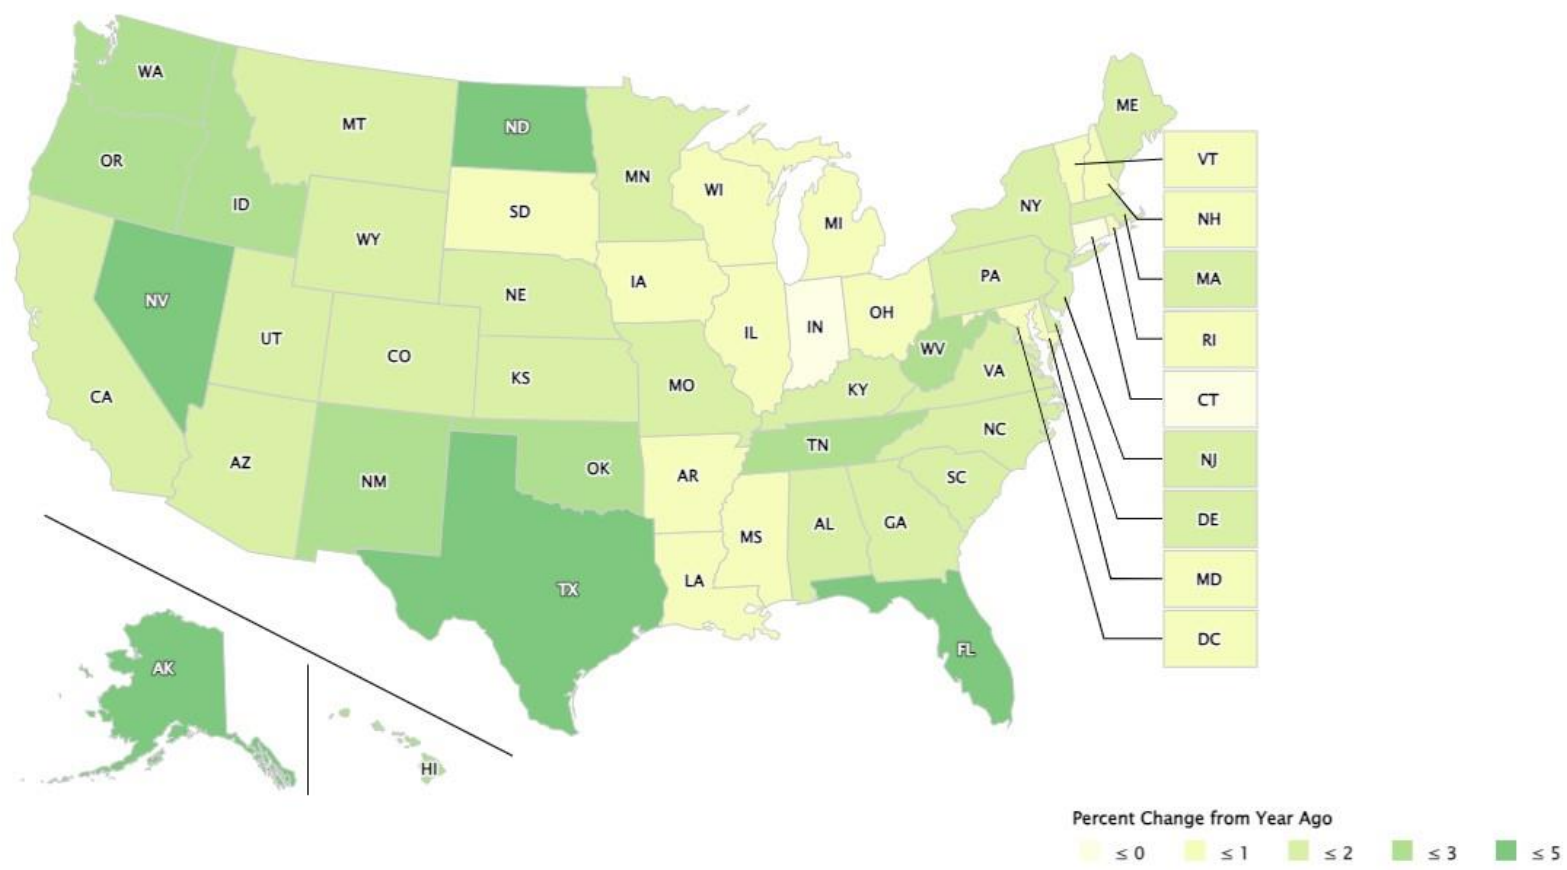 WA
MT
ND
ME
OR
ID
MN
WI
MI
NY
VT
SD
NH
WY
IA
PA
MA
NE
NV
UT
CO
IL
IN
OH
WV
RI
CA
KS
MO
KY
VA
CT
AZ
NM
OK
AR
TN
NC
NJ
SC
TX
LA
MS
AL
GA
DE
FL
MD
DC
AK
HI
Percent Change from Year Ago
≤ 0 ≤ 1 ≤ 2 ≤ 3 ≤ 5